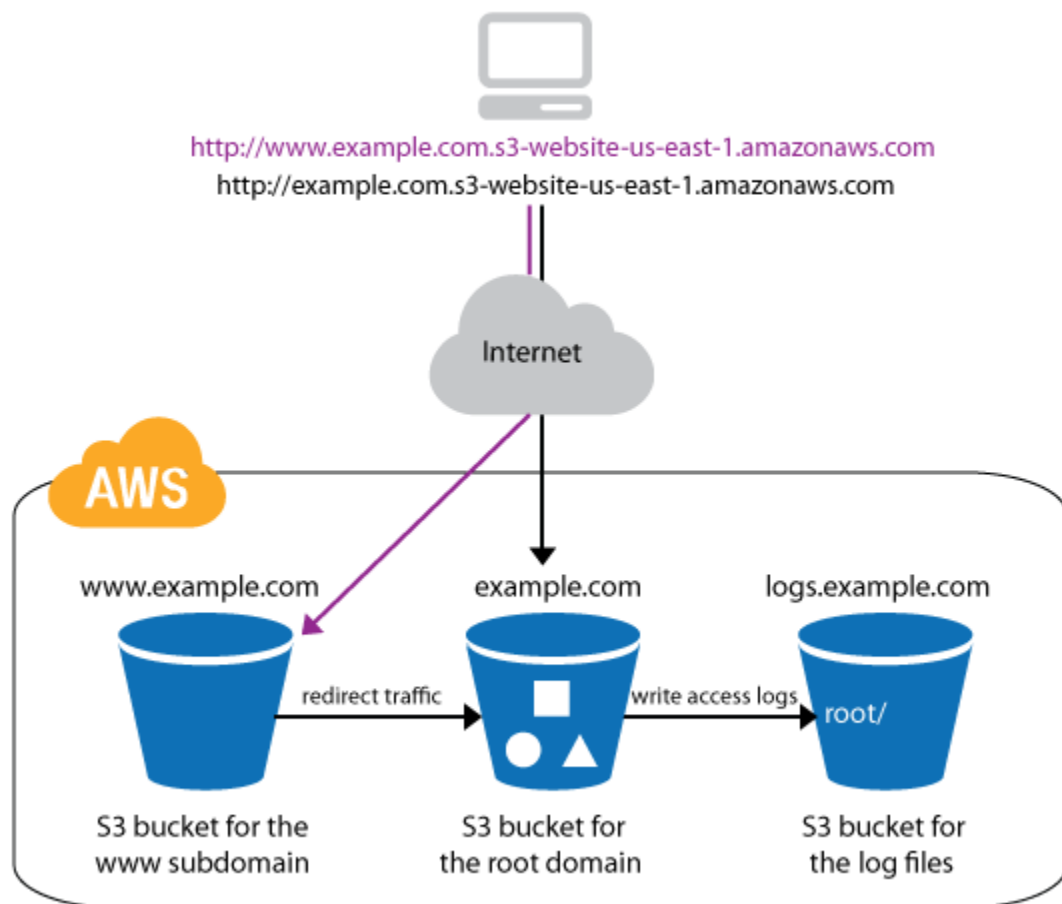 http://www.example.com.s3-website-us-east-1.amazonaws.com
http://example.com.s3-website-us-east-1.amazonaws.com
Internet
AWS
www.example.com
example.com
logs.example.com
redirect traffic
write access logs
root/
S3 bucket for the
www subdomain
S3 bucket for
the root domain
S3 bucket for
the log files